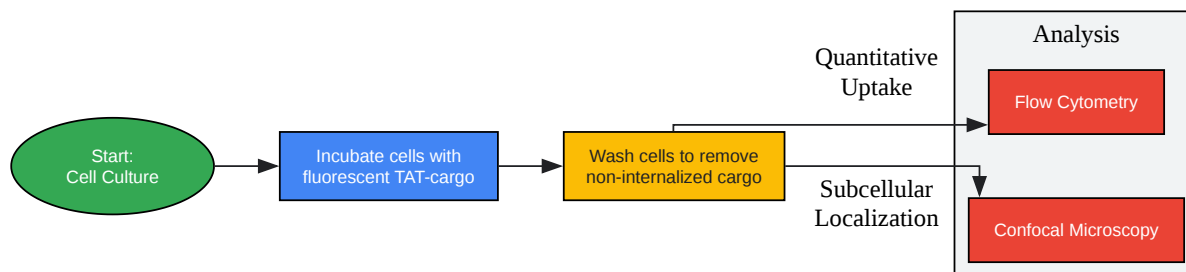 Start:
Cell Culture
Incubate cells with
fluorescent TAT-cargo
Wash cells to remove
non-internalized cargo
Quantitative
Uptake
Subcellular
Localization
Analysis
Flow Cytometry
Confocal Microscopy